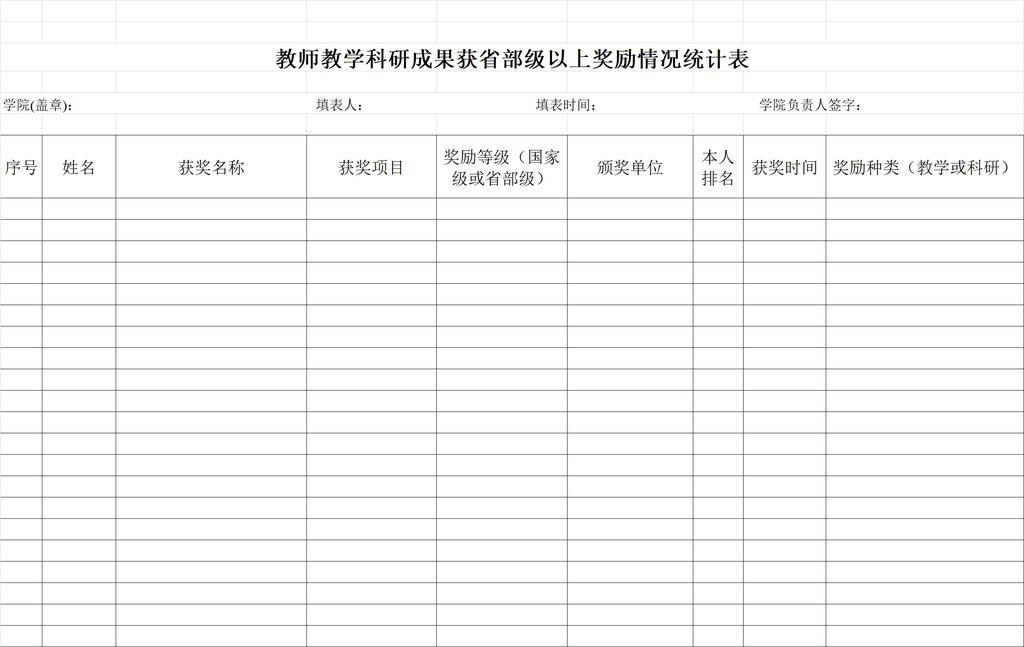 教师教学科研成果获省部级以上奖励情况统计表
学院(盖章): 填表人: 填表时间: 学院负责人签字:
序号 姓名 获奖名称 获奖项目 奖励等级（国家级或省部级） 颁奖单位 本人排名 获奖时间 奖励种类（教学或科研）